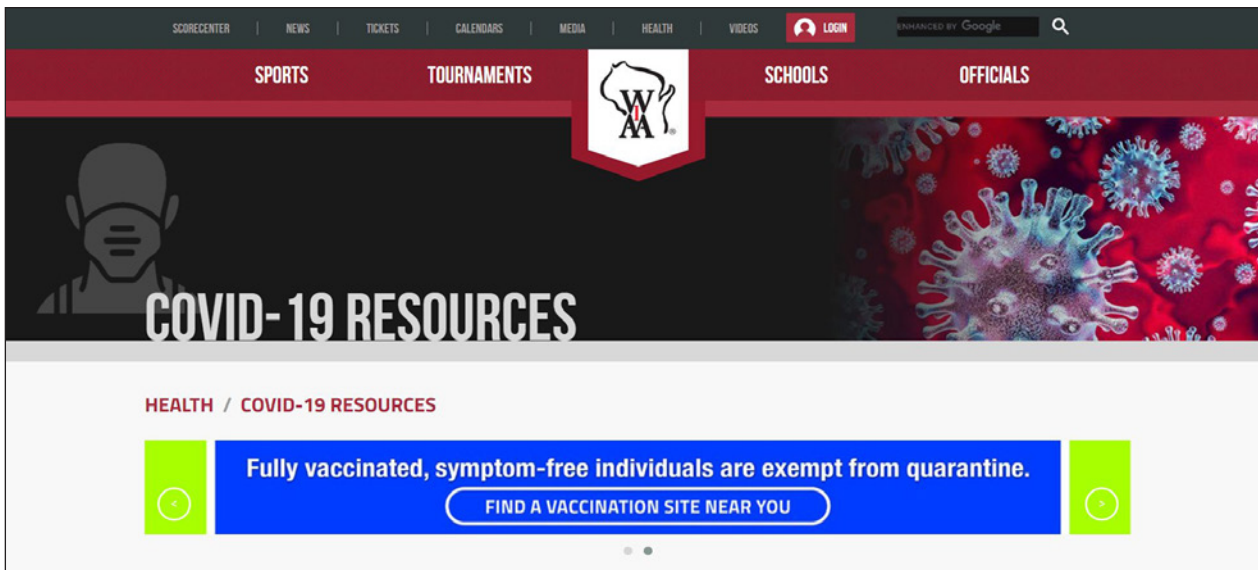 SCORECENTER | NEWS | TICKETS | CALENDARS | MEDIA | HEALTH | VIDEOS LOGIN ENHANCED BY Google
SPORTS TOURNAMENTS SCHOOLS OFFICIALS
W
I
AA ®
COVID-19 RESOURCES
HEALTH / COVID-19 RESOURCES
Fully vaccinated, symptom-free individuals are exempt from quarantine.
< FIND A VACCINATION SITE NEAR YOU >